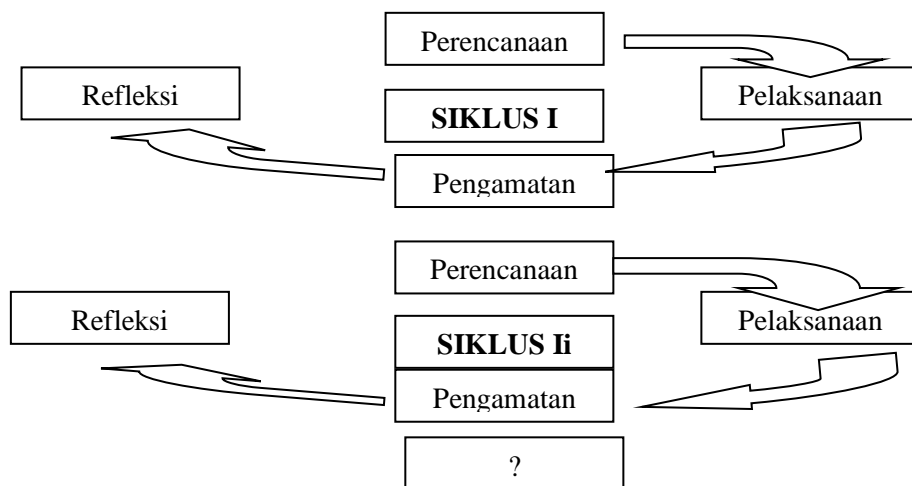 Perencanaan
Refleksi
Pelaksanaan
SIKLUS I
Pengamatan
Perencanaan
Refleksi
Pelaksanaan
SIKLUS Ii
Pengamatan
?